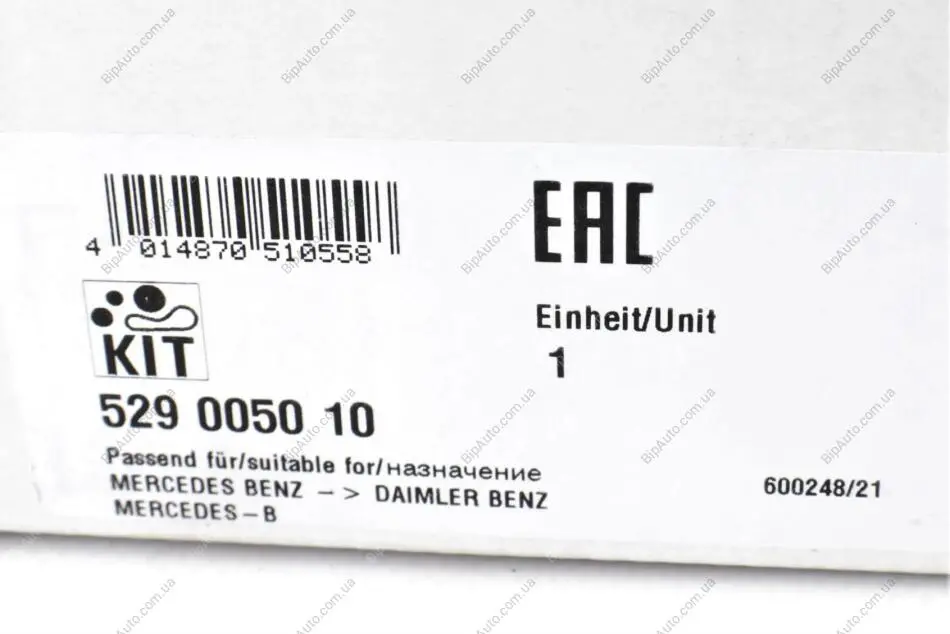 4 014870 510558
EAC
KIT
Einheit/Unit
1
529 0050 10
Passend für/suitable for/назначение
MERCEDES BENZ -> DAIMLER BENZ
MERCEDES-B
600248/21
BipAuto.com.ua